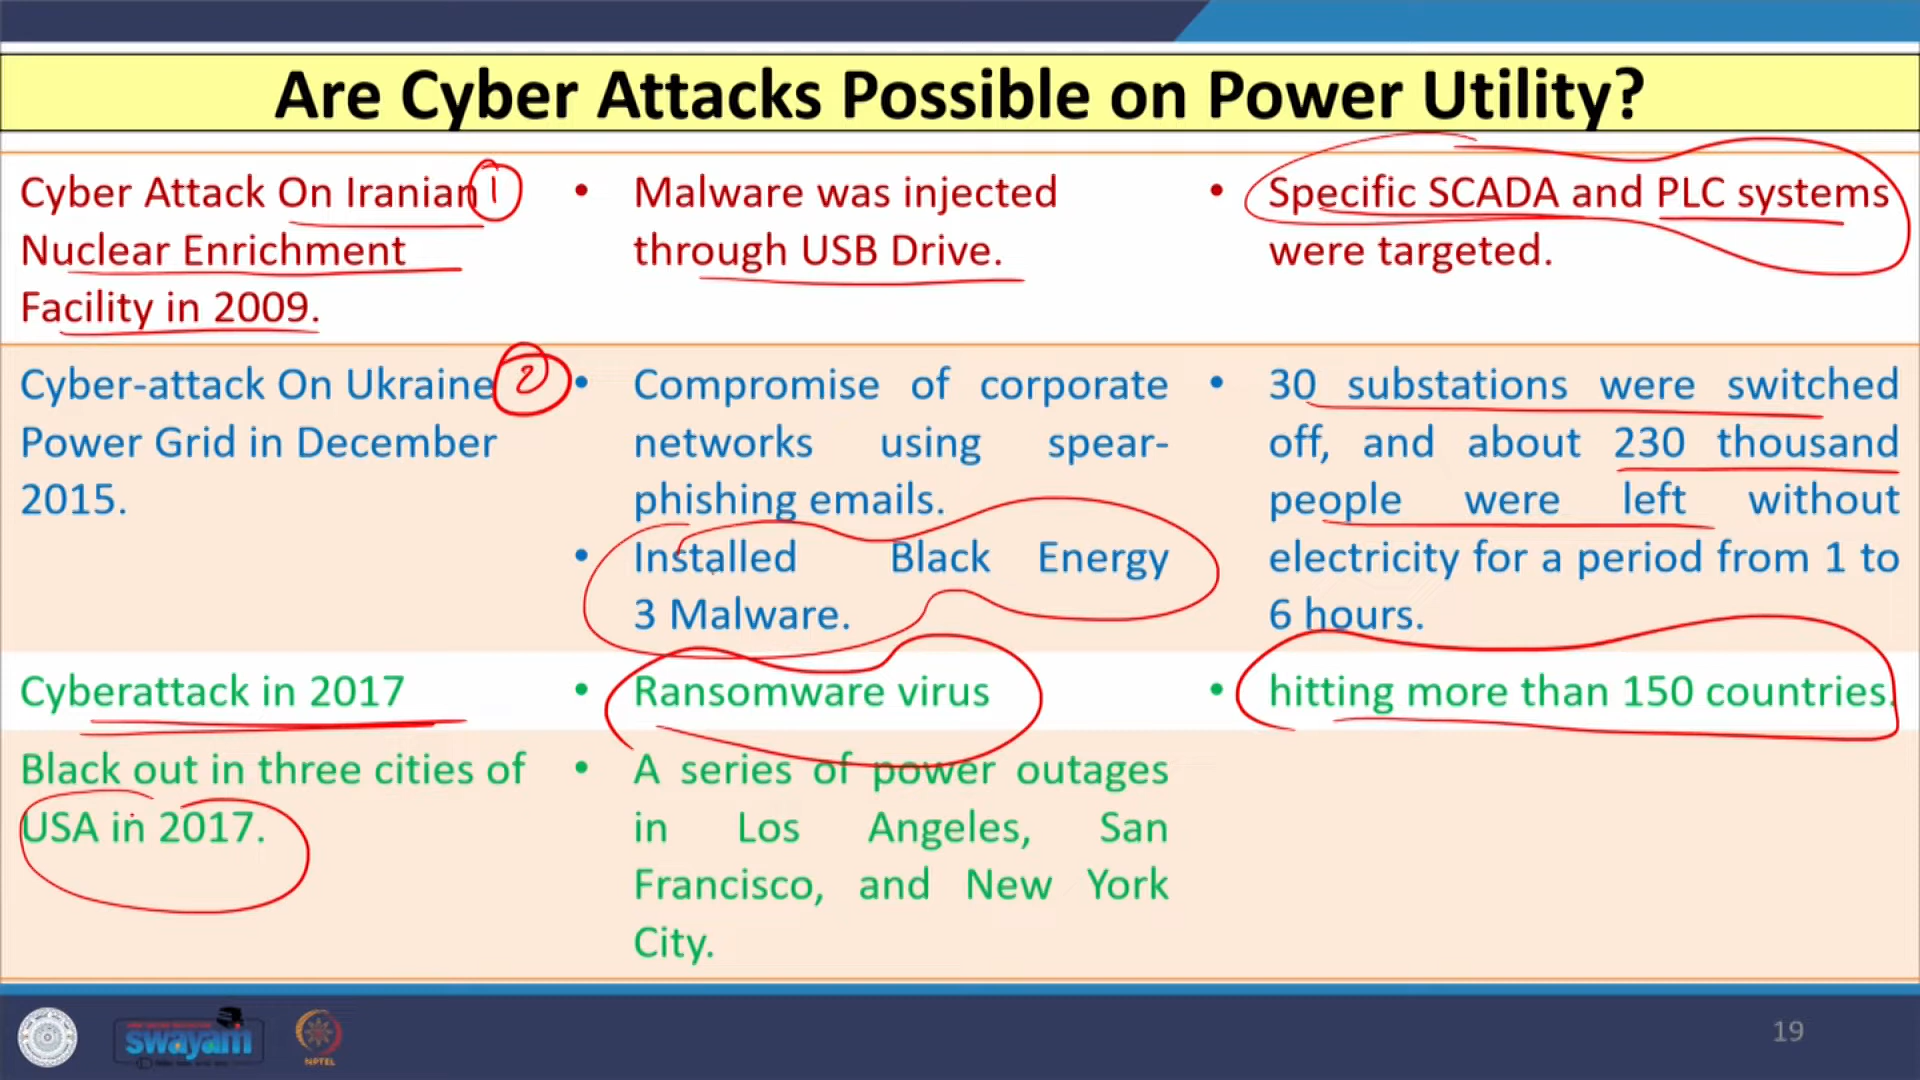 Are Cyber Attacks Possible on Power Utility?
Cyber Attack On Iranian 1
Nuclear Enrichment
Facility in 2009.
• Malware was injected
through USB Drive.
• Specific SCADA and PLC systems
were targeted.
Cyber-attack On Ukraine 2
Power Grid in December
2015.
• Compromise of corporate
networks using spear-
phishing emails.
• Installed Black Energy
3 Malware.
• 30 substations were switched
off, and about 230 thousand
people were left without
electricity for a period from 1 to
6 hours.
Cyberattack in 2017
• Ransomware virus
• hitting more than 150 countries.
Black out in three cities of
USA in 2017.
• A series of power outages
in Los Angeles, San
Francisco, and New York
City.
swayam
NPTEL
19